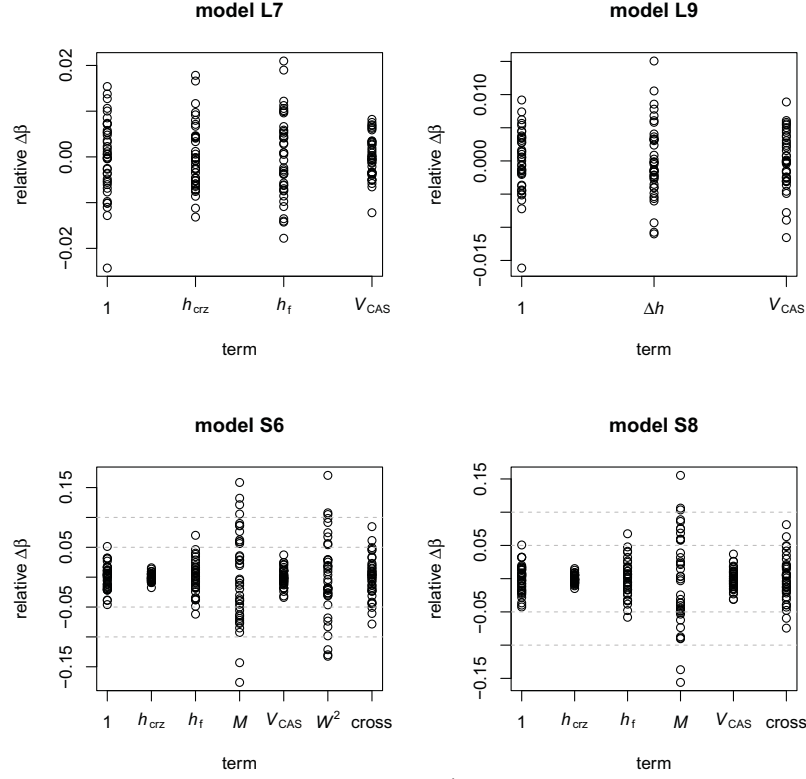 model L7
relative Δβ
0.02
0.00
−0.02
1 h_crz h_f V_CAS
term
model L9
relative Δβ
0.010
0.000
−0.015
1 Δh V_CAS
term
model S6
relative Δβ
0.15
0.05
−0.05
−0.15
1 h_crz h_f M V_CAS W² cross
term
model S8
relative Δβ
0.15
0.05
−0.05
−0.15
1 h_crz h_f M V_CAS cross
term